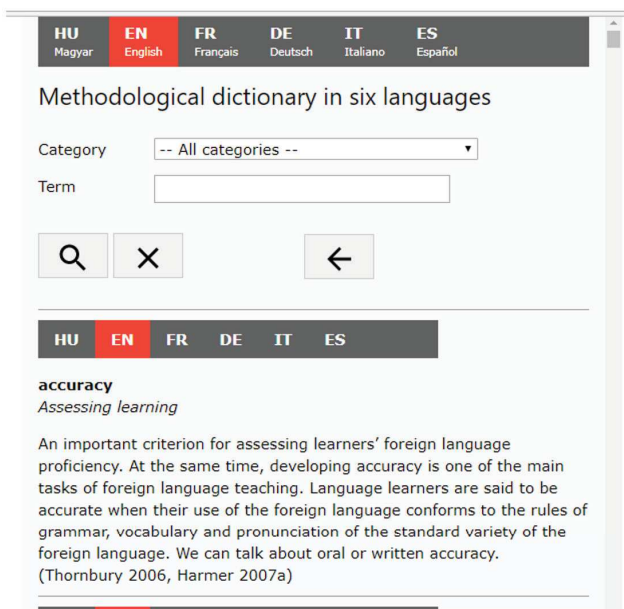 HU EN FR DE IT ES
Magyar English Français Deutsch Italiano Español
Methodological dictionary in six languages
Category -- All categories --
Term
HU EN FR DE IT ES
accuracy
Assessing learning
An important criterion for assessing learners’ foreign language
proficiency. At the same time, developing accuracy is one of the main
tasks of foreign language teaching. Language learners are said to be
accurate when their use of the foreign language conforms to the rules of
grammar, vocabulary and pronunciation of the standard variety of the
foreign language. We can talk about oral or written accuracy.
(Thornbury 2006, Harmer 2007a)